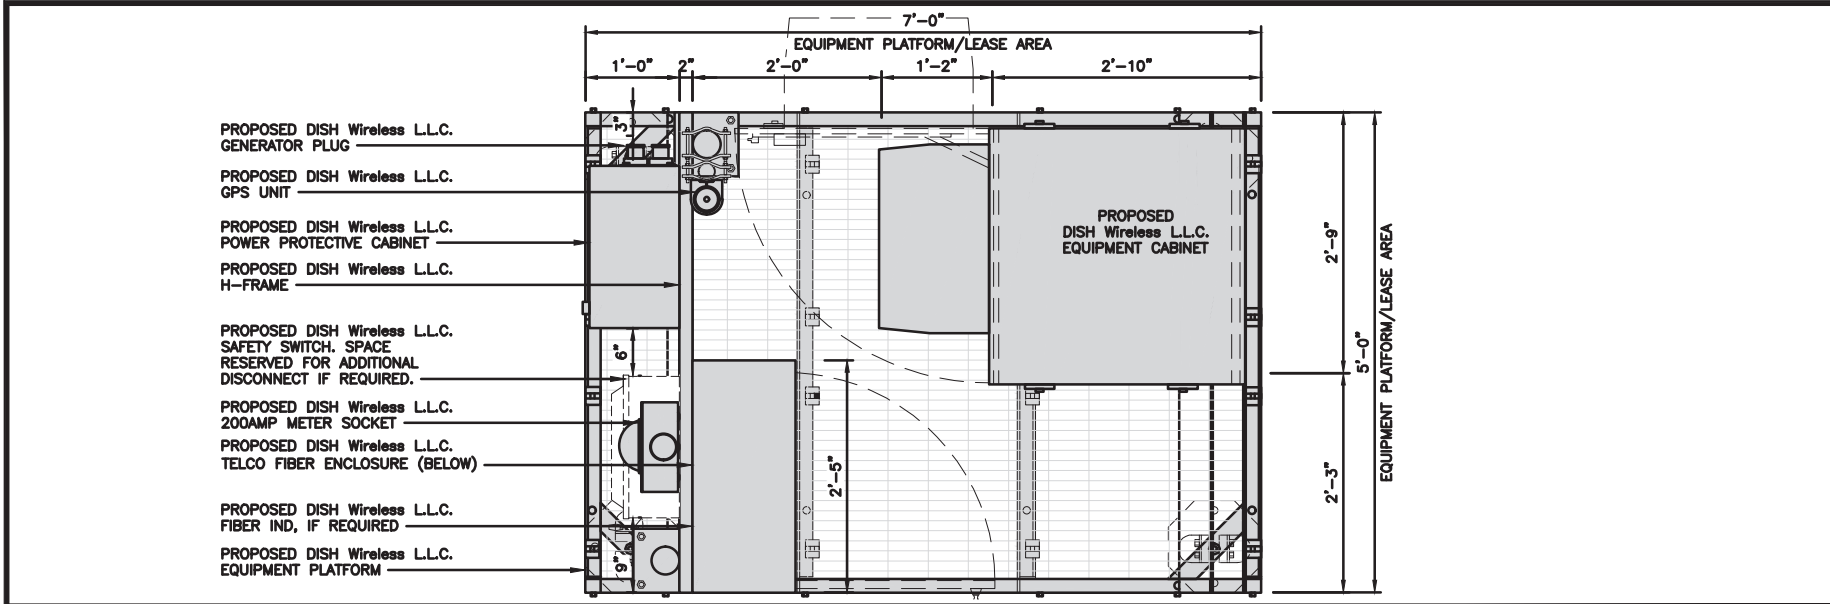 7'-0"
EQUIPMENT PLATFORM/LEASE AREA
1'-0" 2" 2'-0" 1'-2" 2'-10"
3"
PROPOSED DISH Wireless L.L.C.
GENERATOR PLUG
PROPOSED DISH Wireless L.L.C.
GPS UNIT
PROPOSED DISH Wireless L.L.C.
POWER PROTECTIVE CABINET
PROPOSED DISH Wireless L.L.C.
H-FRAME
PROPOSED DISH Wireless L.L.C.
SAFETY SWITCH. SPACE
RESERVED FOR ADDITIONAL
DISCONNECT IF REQUIRED.
PROPOSED DISH Wireless L.L.C.
200AMP METER SOCKET
PROPOSED DISH Wireless L.L.C.
TELCO FIBER ENCLOSURE (BELOW)
PROPOSED DISH Wireless L.L.C.
FIBER IND, IF REQUIRED
PROPOSED DISH Wireless L.L.C.
EQUIPMENT PLATFORM
6"
9"
2'-5"
PROPOSED
DISH Wireless L.L.C.
EQUIPMENT CABINET
2'-9"
2'-3"
5'-0"
EQUIPMENT PLATFORM/LEASE AREA